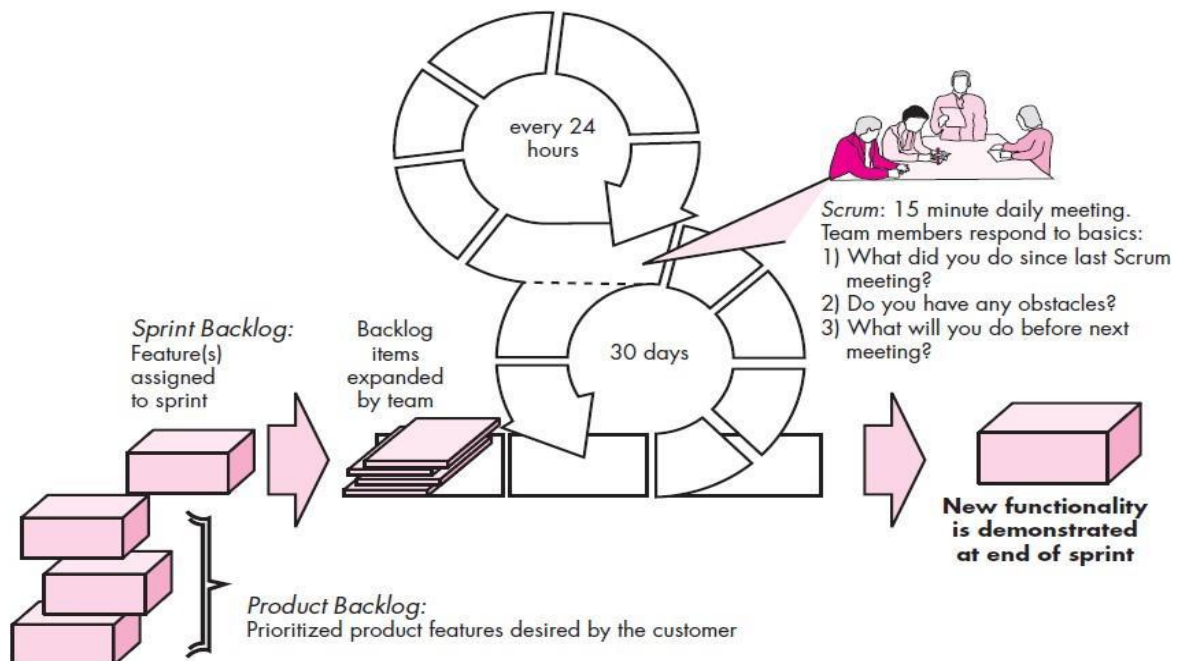 every 24
hours
Scrum: 15 minute daily meeting.
Team members respond to basics:
1) What did you do since last Scrum
meeting?
2) Do you have any obstacles?
3) What will you do before next
meeting?
Sprint Backlog:
Feature(s)
assigned
to sprint
Backlog
items
expanded
by team
30 days
New functionality
is demonstrated
at end of sprint
Product Backlog:
Prioritized product features desired by the customer